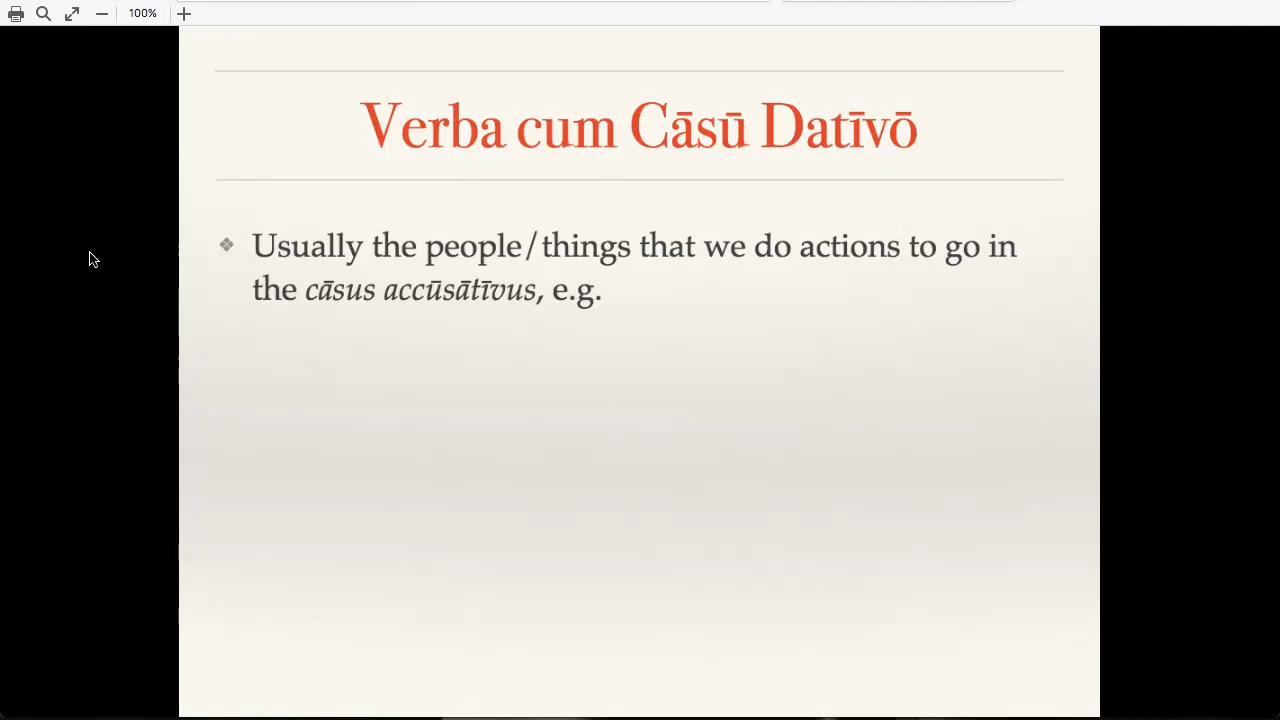 100%
Verba cum Cāsū Datīvō
❖ Usually the people/things that we do actions to go in
the cāsus accūsātīvus, e.g.